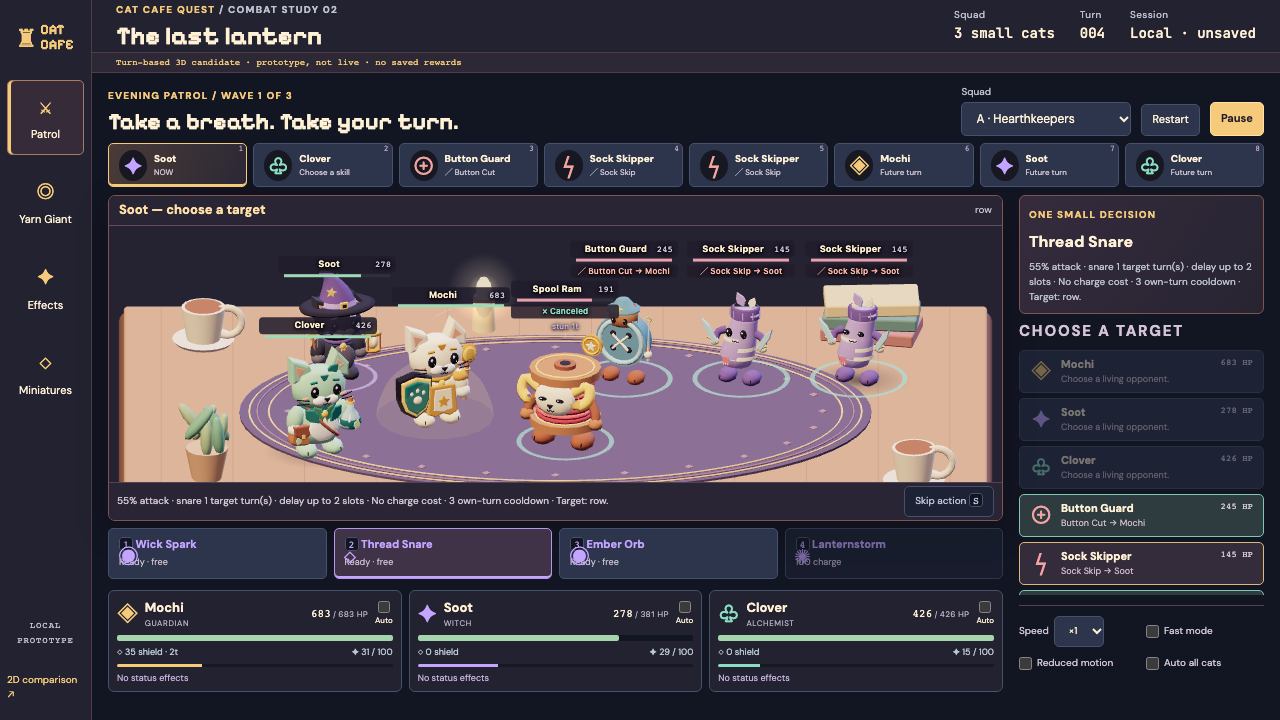 OAT
OAFE
Patrol
Yarn Giant
Effects
Miniatures
LOCAL
PROTOTYPE
2D comparison
↗
CAT CAFE QUEST / COMBAT STUDY 02
The last lantern
Squad
3 small cats
Turn
004
Session
Local · unsaved
Turn-based 3D candidate · prototype, not live · no saved rewards
EVENING PATROL / WAVE 1 OF 3
Take a breath. Take your turn.
Squad
A · Hearthkeepers
Restart
Pause
Soot
NOW
1
Clover
Choose a skill
2
Button Guard
⟋ Button Cut
3
Sock Skipper
⟋ Sock Skip
4
Sock Skipper
⟋ Sock Skip
5
Mochi
Future turn
6
Soot
Future turn
7
Clover
Future turn
8
Soot — choose a target
row
Button Guard 245
⟋ Button Cut → Mochi
Sock Skipper 145
⟋ Sock Skip → Soot
Sock Skipper 145
⟋ Sock Skip → Soot
Soot 278
Mochi 683
Spool Ram 191
× Canceled
stun 1t
Clover 426
55% attack · snare 1 target turn(s) · delay up to 2 slots · No charge cost · 3 own-turn cooldown · Target: row.
Skip action S
1 Wick Spark
Ready · free
2 Thread Snare
Ready · free
3 Ember Orb
Ready · free
4 Lanternstorm
100 charge
Mochi
GUARDIAN
683 / 683 HP
Auto
◇ 35 shield · 2t
✦ 31 / 100
No status effects
Soot
WITCH
278 / 381 HP
Auto
◇ 0 shield
✦ 29 / 100
No status effects
Clover
ALCHEMIST
426 / 426 HP
Auto
◇ 0 shield
✦ 15 / 100
No status effects
ONE SMALL DECISION
Thread Snare
55% attack · snare 1 target turn(s) · delay up to 2
slots · No charge cost · 3 own-turn cooldown ·
Target: row.
CHOOSE A TARGET
Mochi
683 HP
Choose a living opponent.
Soot
278 HP
Choose a living opponent.
Clover
426 HP
Choose a living opponent.
Button Guard
245 HP
Button Cut → Mochi
Sock Skipper
145 HP
Sock Skip → Soot
Speed
×1
Fast mode
Reduced motion
Auto all cats